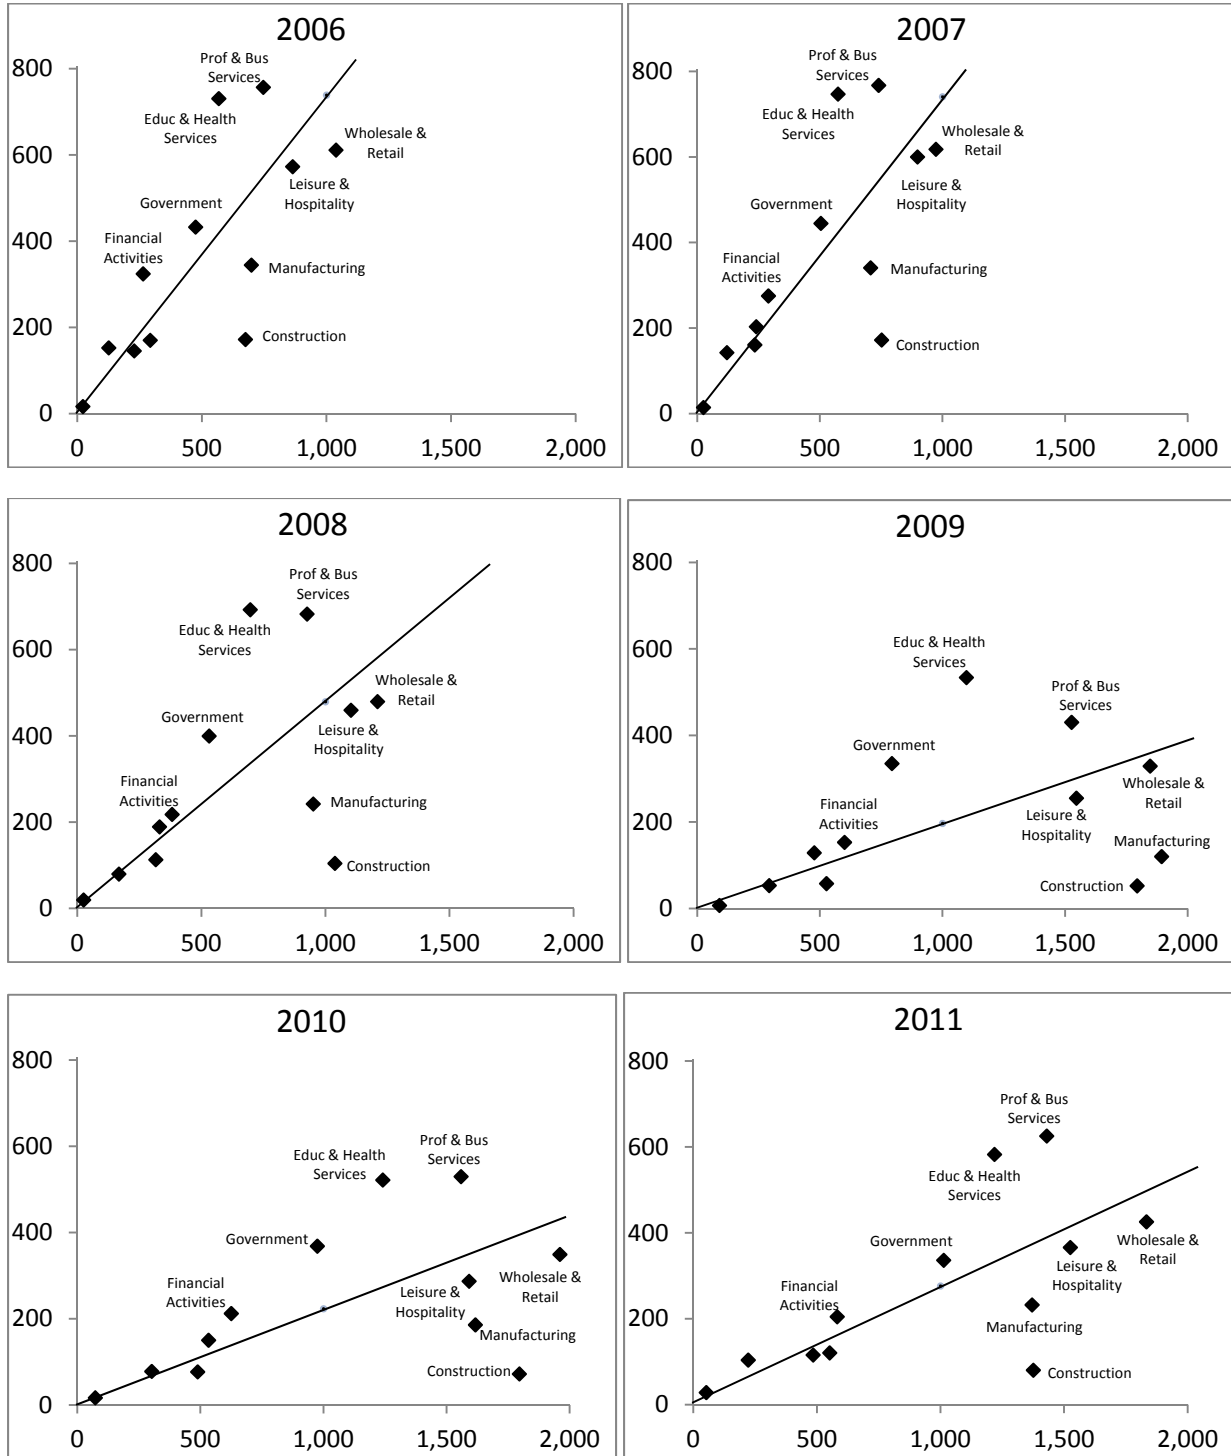 2006
Prof & Bus
Services
800
Educ & Health
Services
Wholesale &
Retail
600
Leisure &
Hospitality
Government
400
Financial
Activities
Manufacturing
200
Construction
0
0 500 1,000 1,500 2,000
2007
Prof & Bus
Services
800
Educ & Health
Services
Wholesale &
Retail
600
Leisure &
Hospitality
Government
400
Financial
Activities
Manufacturing
200
Construction
0
0 500 1,000 1,500 2,000
2008
800
Prof & Bus
Services
Educ & Health
Services
600
Wholesale &
Retail
Government
Leisure &
Hospitality
400
Financial
Activities
Manufacturing
200
Construction
0
0 500 1,000 1,500 2,000
2009
800
Educ & Health
Services
600
Prof & Bus
Services
Government
400
Wholesale &
Retail
Financial
Activities
Leisure &
Hospitality
Manufacturing
200
Construction
0
0 500 1,000 1,500 2,000
2010
800
Prof & Bus
Services
Educ & Health
Services
600
Government
400
Financial
Activities
Wholesale &
Retail
Leisure &
Hospitality
Manufacturing
200
Construction
0
0 500 1,000 1,500 2,000
2011
800
Prof & Bus
Services
600
Educ & Health
Services
Government
Wholesale &
Retail
400
Leisure &
Hospitality
Financial
Activities
Manufacturing
200
Construction
0
0 500 1,000 1,500 2,000